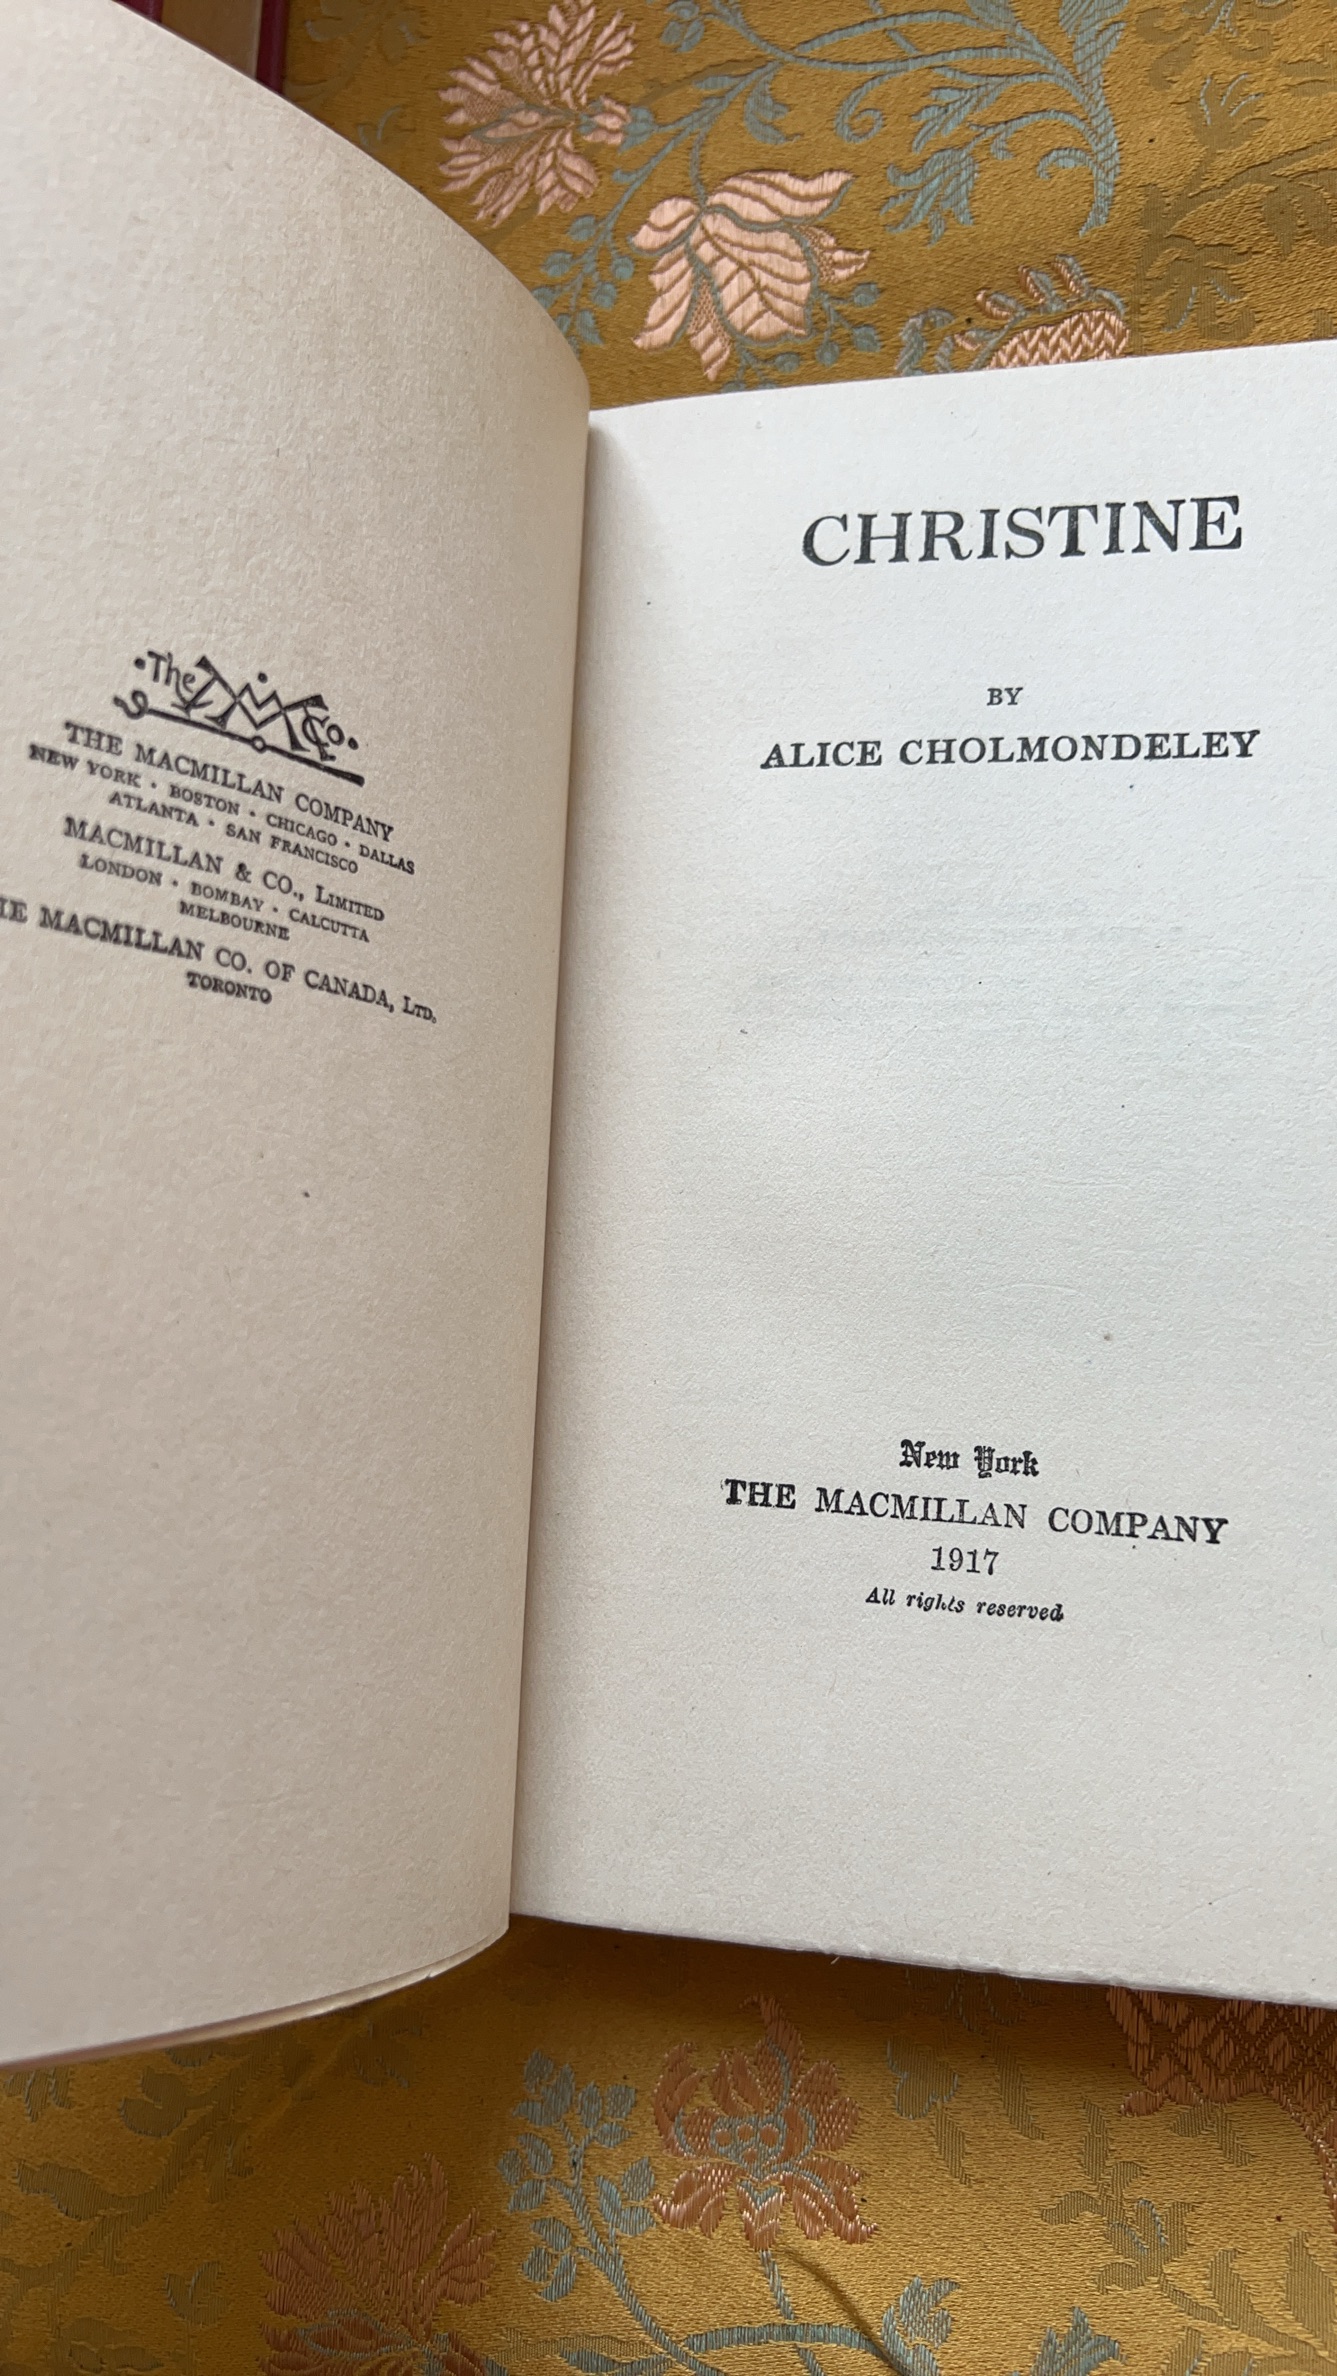 ·The M Co.
THE MACMILLAN COMPANY
NEW YORK · BOSTON · CHICAGO · DALLAS
ATLANTA · SAN FRANCISCO
MACMILLAN & CO., LIMITED
LONDON · BOMBAY · CALCUTTA
MELBOURNE
HE MACMILLAN CO. OF CANADA, LTD.
TORONTO
CHRISTINE
BY
ALICE CHOLMONDELEY
New York
THE MACMILLAN COMPANY
1917
All rights reserved